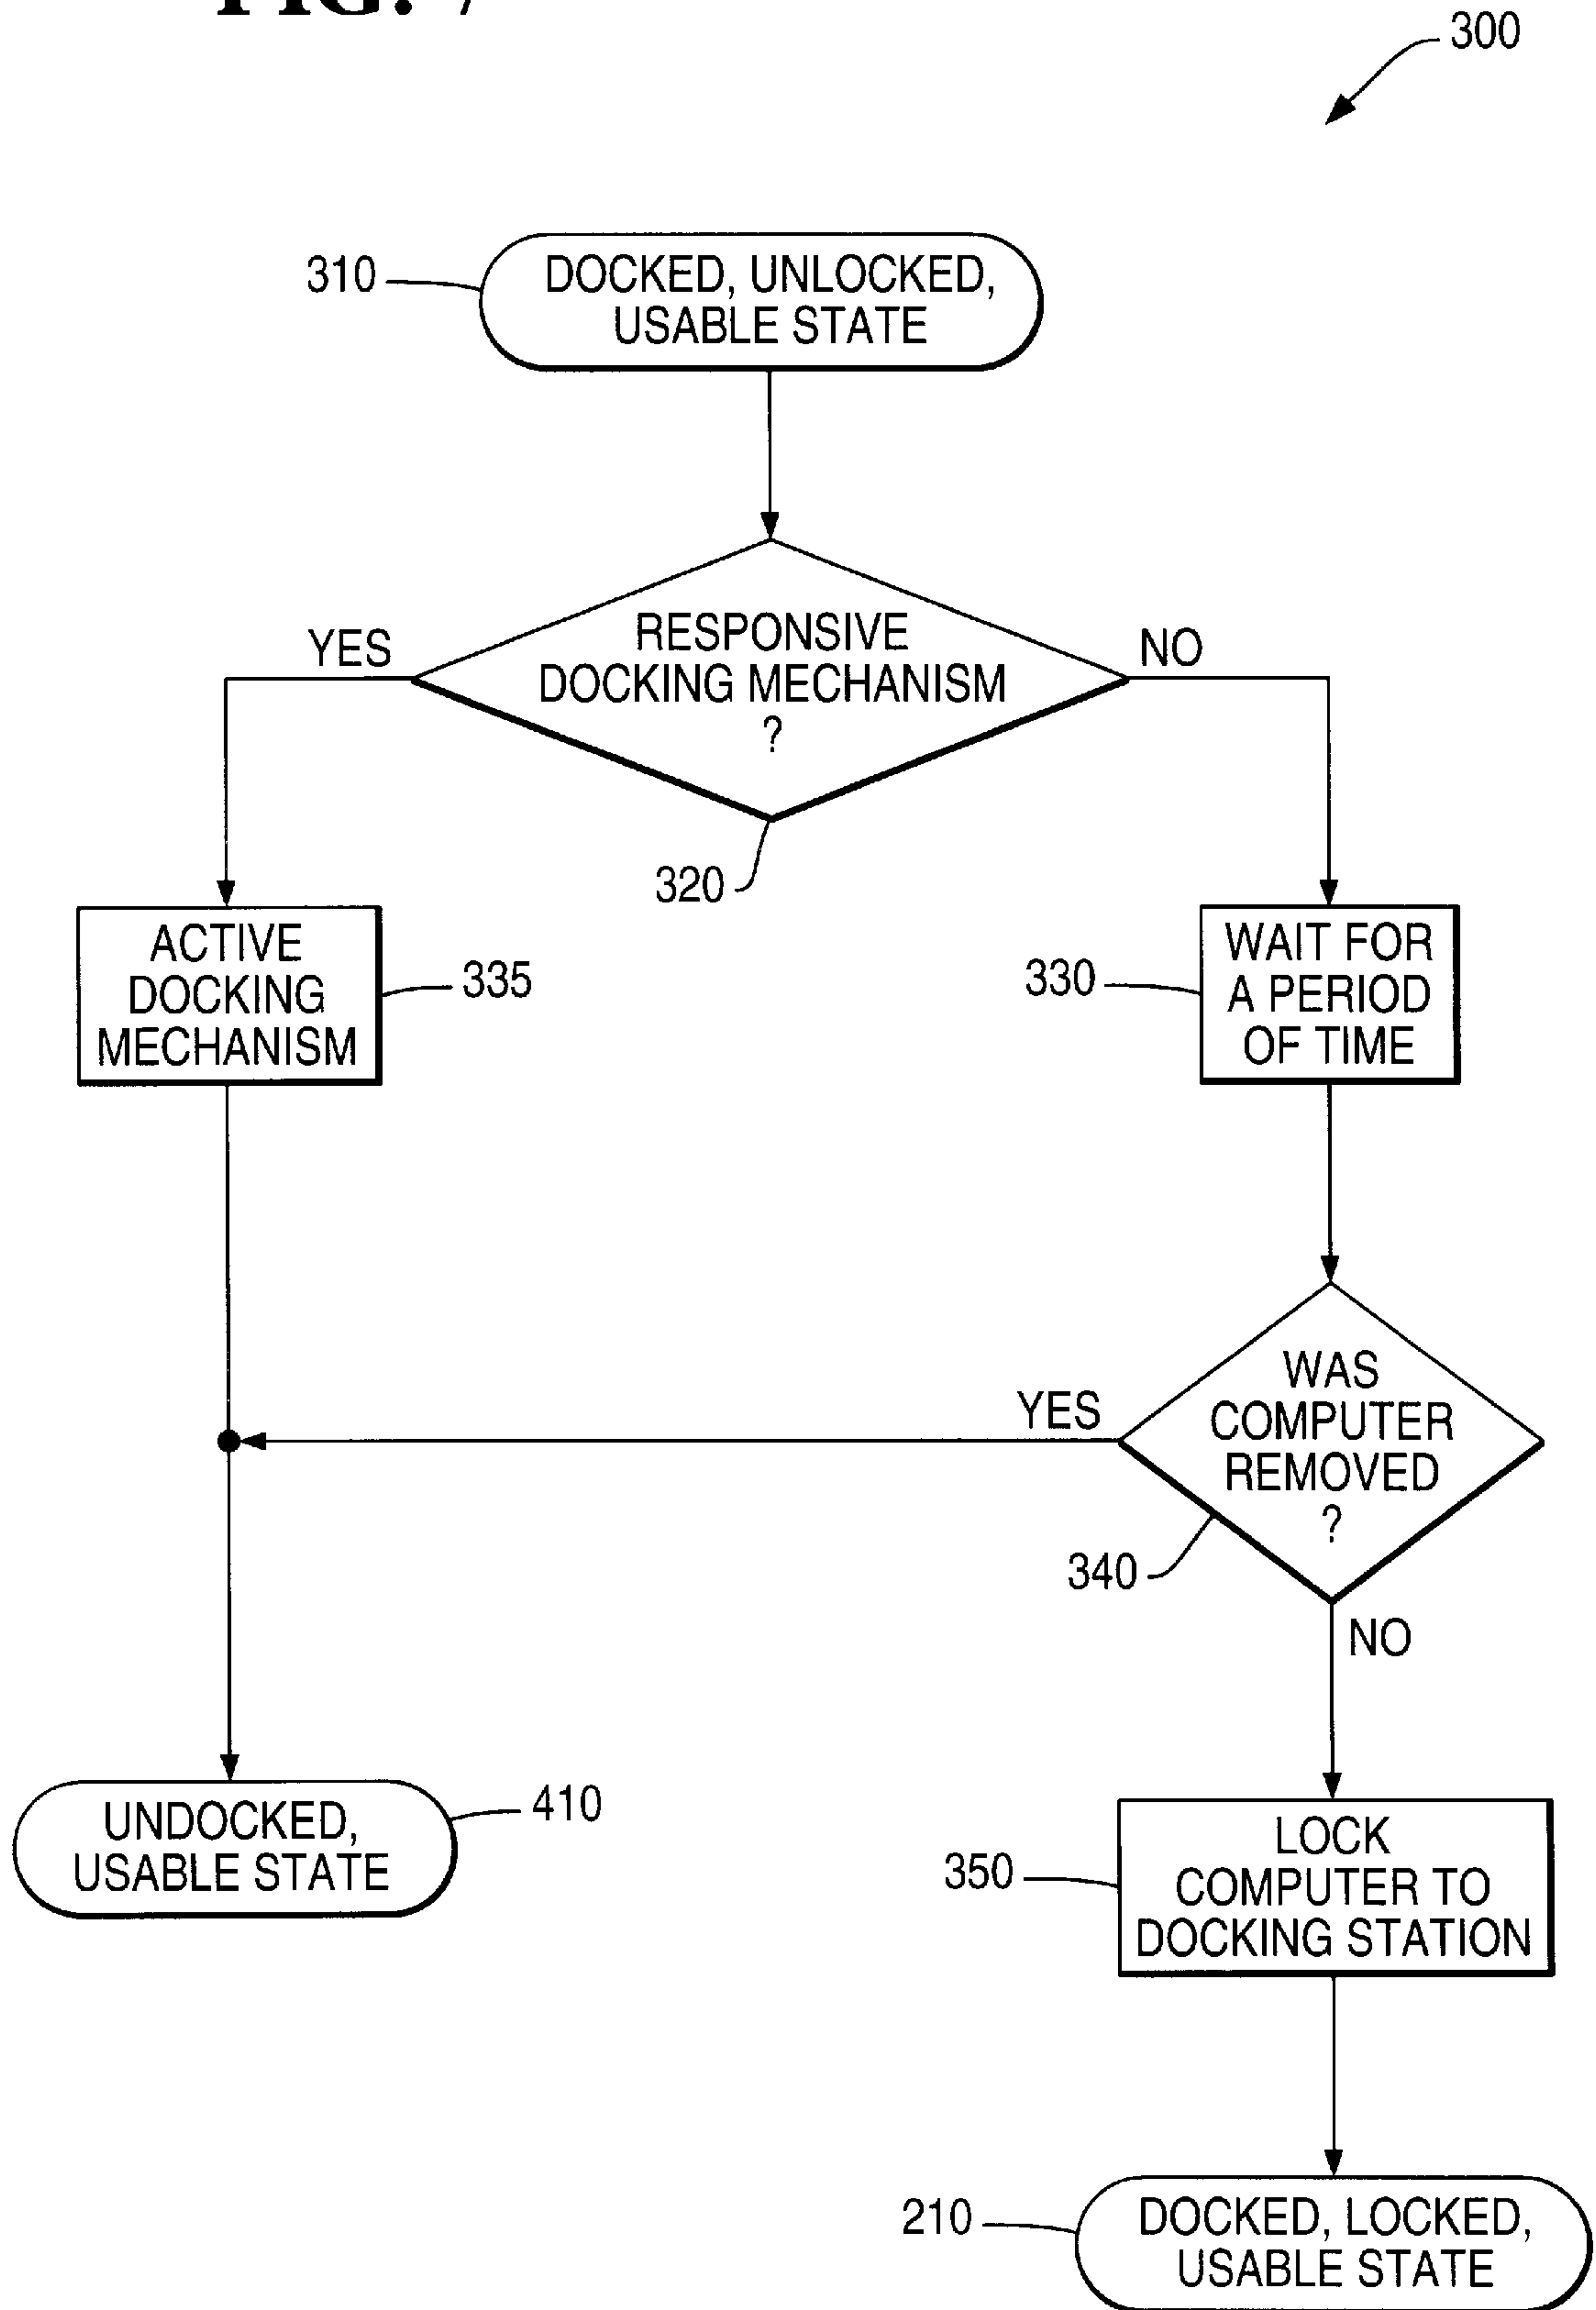 FIG. 7
300
310
DOCKED, UNLOCKED,
USABLE STATE
YES
RESPONSIVE
DOCKING MECHANISM
?
NO
320
ACTIVE
DOCKING
MECHANISM
335
330
WAIT FOR
A PERIOD
OF TIME
YES
WAS
COMPUTER
REMOVED
?
340
NO
UNDOCKED,
USABLE STATE
410
350
LOCK
COMPUTER TO
DOCKING STATION
210
DOCKED, LOCKED,
USABLE STATE